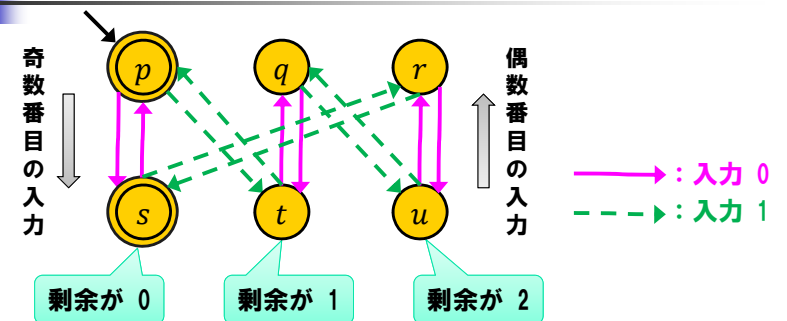 奇数番目の入力
偶数番目の入力
p
q
r
s
t
u
:入力 0
:入力 1
剰余が 0
剰余が 1
剰余が 2